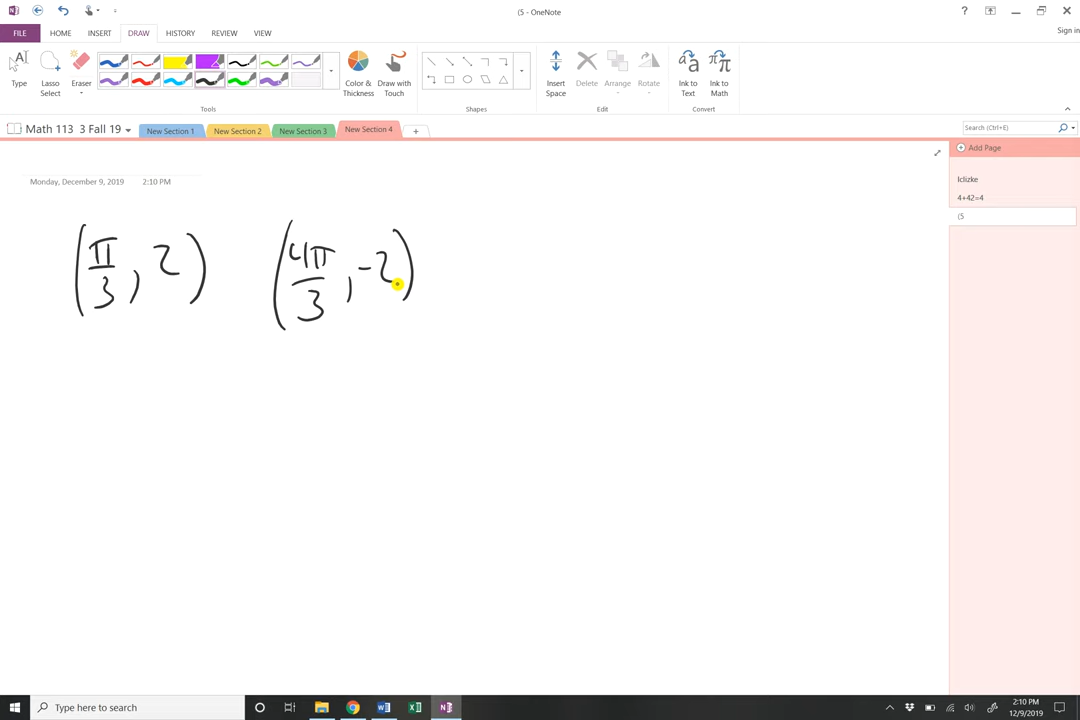 (5 - OneNote
Sign in
FILE HOME INSERT DRAW HISTORY REVIEW VIEW
Type
Lasso Select
Eraser
Color & Thickness
Draw with Touch
Insert Space
Delete
Arrange
Rotate
Ink to Text
Ink to Math
Tools Shapes Edit Convert
Math 113 3 Fall 19 New Section 1 New Section 2 New Section 3 New Section 4 +
Search (Ctrl+E)
Add Page
Monday, December 9, 2019 2:10 PM
Iclizke
4+42=4
(5
(π/3, 2) (4π/3, -2)
Type here to search
2:10 PM
12/9/2019